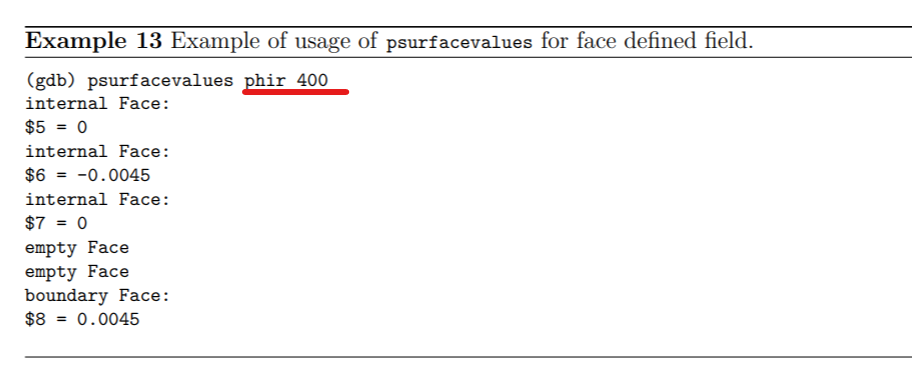 Example 13 Example of usage of psurfacevalues for face defined field.
(gdb) psurfacevalues phir 400
internal Face:
$5 = 0
internal Face:
$6 = -0.0045
internal Face:
$7 = 0
empty Face
empty Face
boundary Face:
$8 = 0.0045